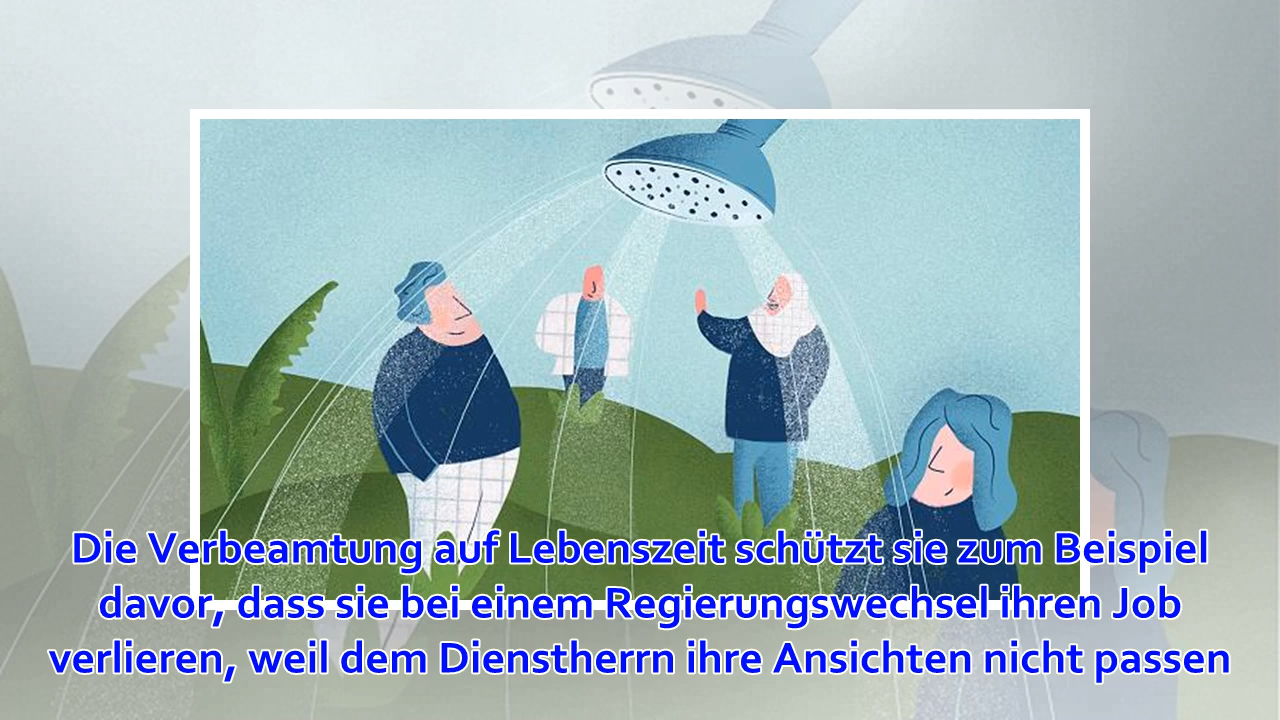 Die Verbeamtung auf Lebenszeit schützt sie zum Beispiel
davor, dass sie bei einem Regierungswechsel ihren Job
verlieren, weil dem Dienstherrn ihre Ansichten nicht passen